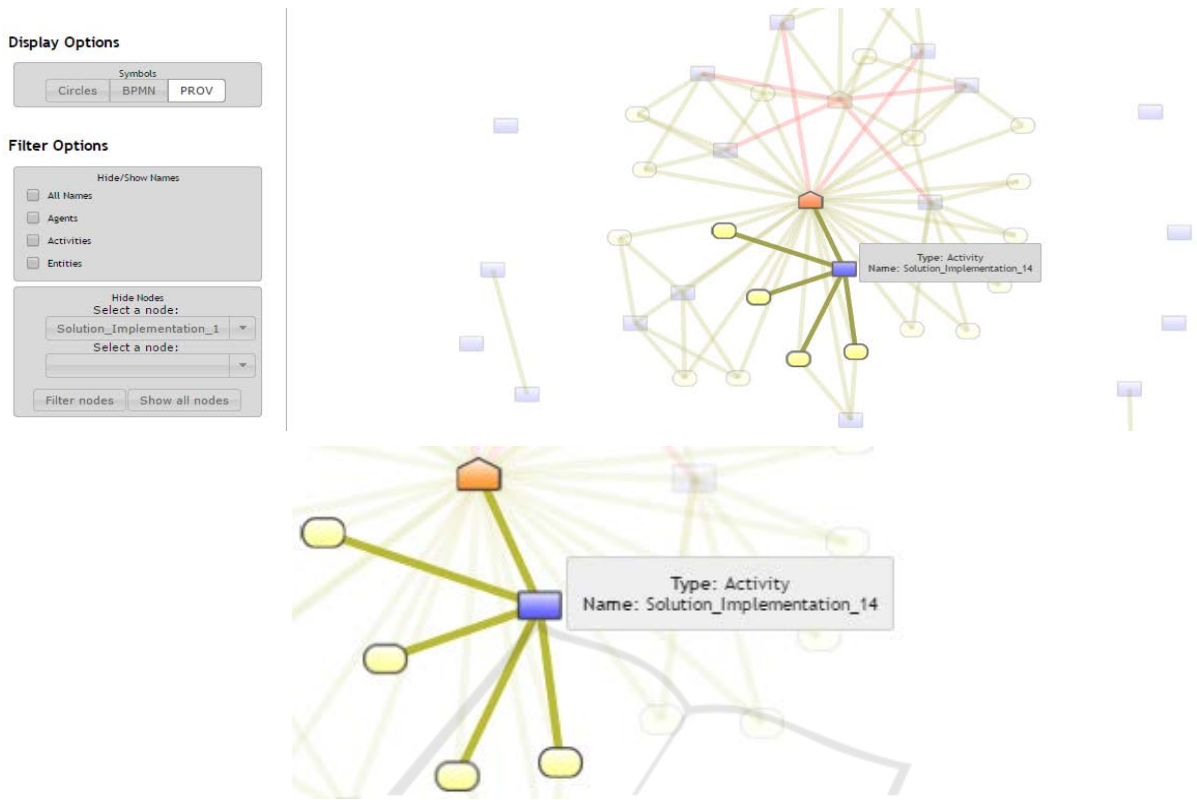 Display Options
Symbols
Circles BPMN PROV
Filter Options
Hide/Show Names
All Names
Agents
Activities
Entities
Hide Nodes
Select a node:
Solution_Implementation_1
Select a node:
Filter nodes Show all nodes
Type: Activity
Name: Solution_Implementation_14
Type: Activity
Name: Solution_Implementation_14